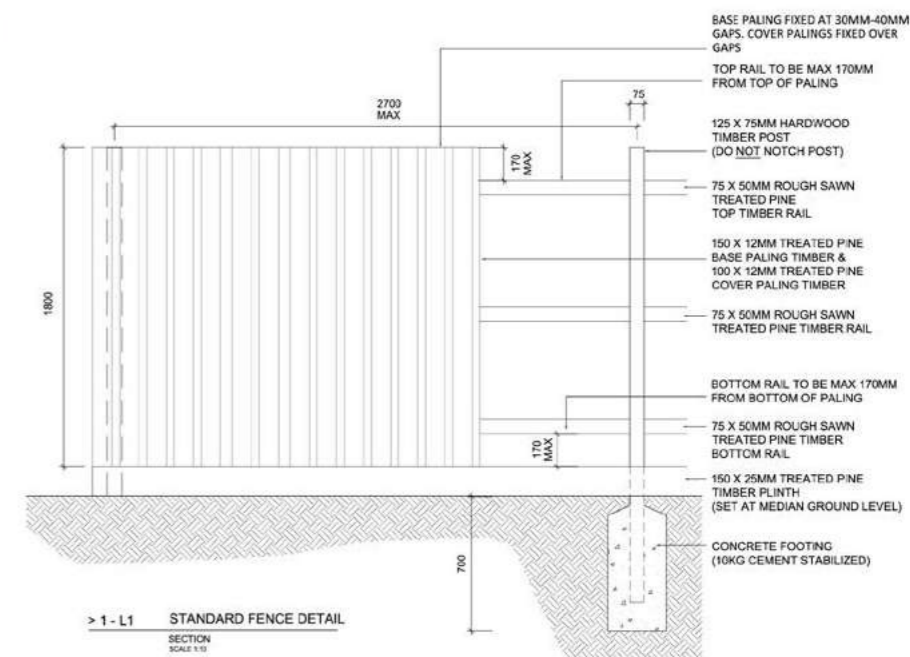 BASE PALING FIXED AT 30MM-40MM
GAPS. COVER PALINGS FIXED OVER
GAPS
TOP RAIL TO BE MAX 170MM
FROM TOP OF PALING
75
2700
MAX
125 X 75MM HARDWOOD
TIMBER POST
(DO NOT NOTCH POST)
170
MAX
75 X 50MM ROUGH SAWN
TREATED PINE
TOP TIMBER RAIL
150 X 12MM TREATED PINE
BASE PALING TIMBER &
100 X 12MM TREATED PINE
COVER PALING TIMBER
1800
75 X 50MM ROUGH SAWN
TREATED PINE TIMBER RAIL
BOTTOM RAIL TO BE MAX 170MM
FROM BOTTOM OF PALING
170
MAX
75 X 50MM ROUGH SAWN
TREATED PINE TIMBER
BOTTOM RAIL
150 X 25MM TREATED PINE
TIMBER PLINTH
(SET AT MEDIAN GROUND LEVEL)
700
CONCRETE FOOTING
(10KG CEMENT STABILIZED)
> 1 - L1 STANDARD FENCE DETAIL
SECTION